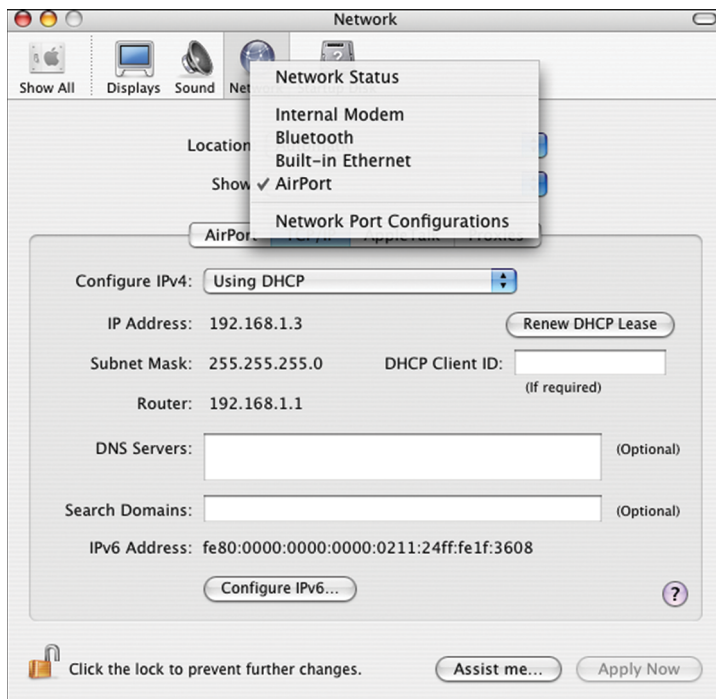 Network
Show All
Displays
Sound
Network Status
Internal Modem
Bluetooth
Built-in Ethernet
✓ AirPort
Network Port Configurations
Location
Show
AirPort
TCP/IP
AppleTalk
Proxies
Configure IPv4: Using DHCP
IP Address: 192.168.1.3
Renew DHCP Lease
Subnet Mask: 255.255.255.0
DHCP Client ID:
(If required)
Router: 192.168.1.1
DNS Servers:
(Optional)
Search Domains:
(Optional)
IPv6 Address: fe80:0000:0000:0000:0211:24ff:fe1f:3608
Configure IPv6...
?
Click the lock to prevent further changes.
Assist me...
Apply Now